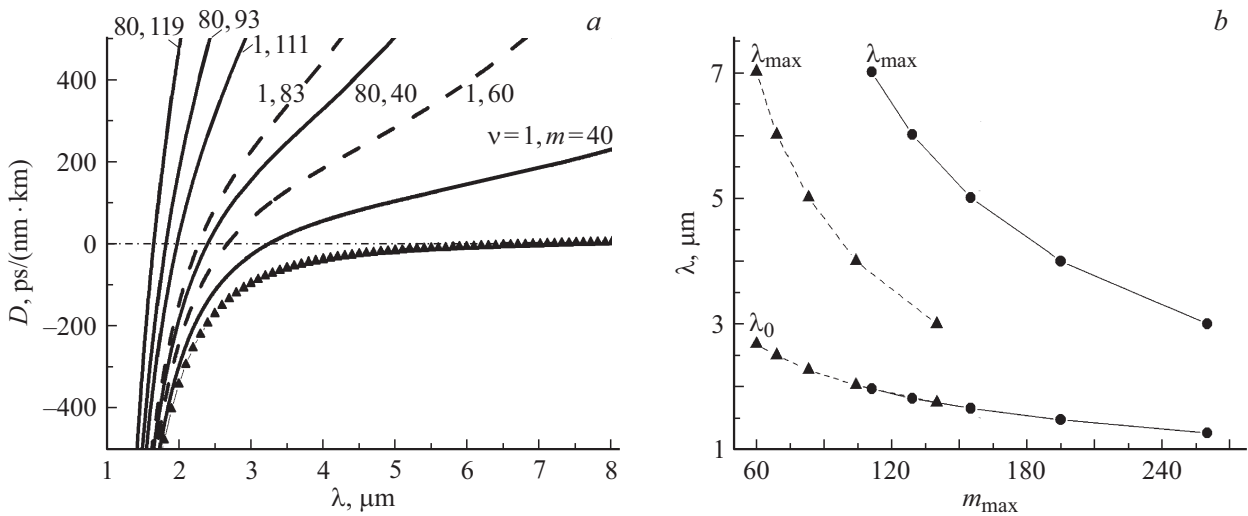 a
b
80, 119
80, 93
1, 111
1, 83
80, 40
1, 60
ν=1, m=40
400
200
0
–200
–400
D, ps/(nm · km)
1 2 3 4 5 6 7 8
λ, μm
λmax
λmax
λ0
7
5
3
1
λ, μm
60 120 180 240
mmax